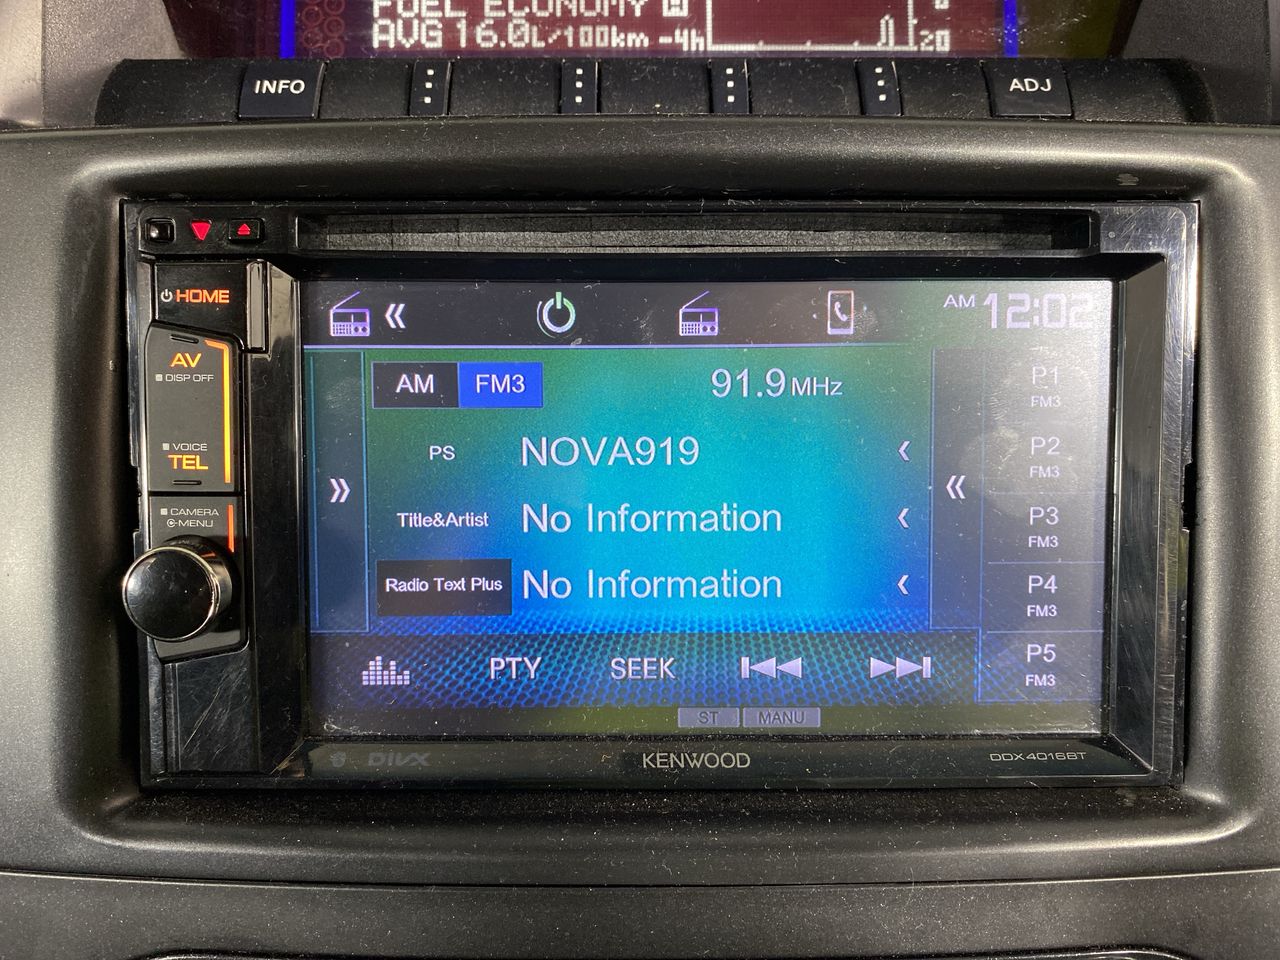 FUEL ECONOMY
AVG 16.0L/100km -4h 20
INFO
ADJ
HOME
AM 12:02
AV
DISP OFF
VOICE
TEL
CAMERA
C-MENU
AM FM3 91.9MHz
PS NOVA919
Title&Artist No Information
Radio Text Plus No Information
P1
FM3
P2
FM3
P3
FM3
P4
FM3
P5
FM3
PTY SEEK
ST MANU
DIVX KENWOOD DDX4016BT